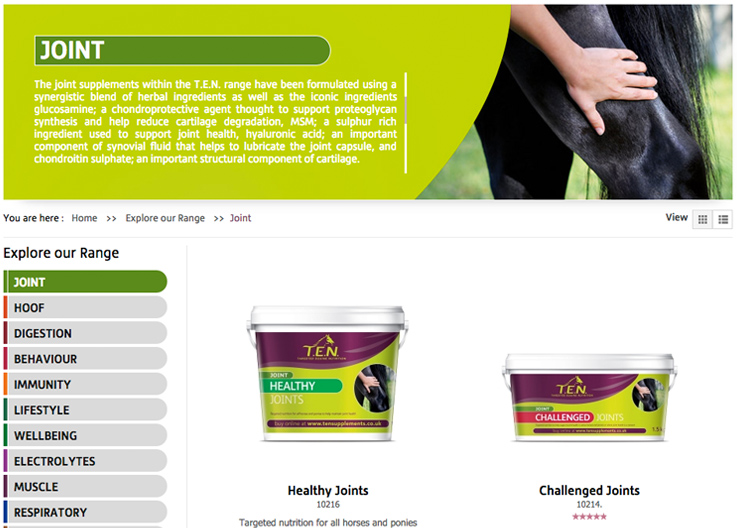 JOINT
The joint supplements within the T.E.N. range have been formulated using a
synergistic blend of herbal ingredients as well as the iconic ingredients
glucosamine; a chondroprotective agent thought to support proteoglycan
synthesis and help reduce cartilage degradation, MSM; a sulphur rich
ingredient used to support joint health, hyaluronic acid; an important
component of synovial fluid that helps to lubricate the joint capsule, and
chondroitin sulphate; an important structural component of cartilage.
You are here : Home >> Explore our Range >> Joint
View
Explore our Range
JOINT
HOOF
DIGESTION
BEHAVIOUR
IMMUNITY
LIFESTYLE
WELLBEING
ELECTROLYTES
MUSCLE
RESPIRATORY
T.E.N.
JOINT
HEALTHY
JOINTS
buy online at www.tensupplements.co.uk
Healthy Joints
10216
Targeted nutrition for all horses and ponies
T.E.N.
JOINT
CHALLENGED JOINTS
buy online at www.tensupplements.co.uk
Challenged Joints
10214.